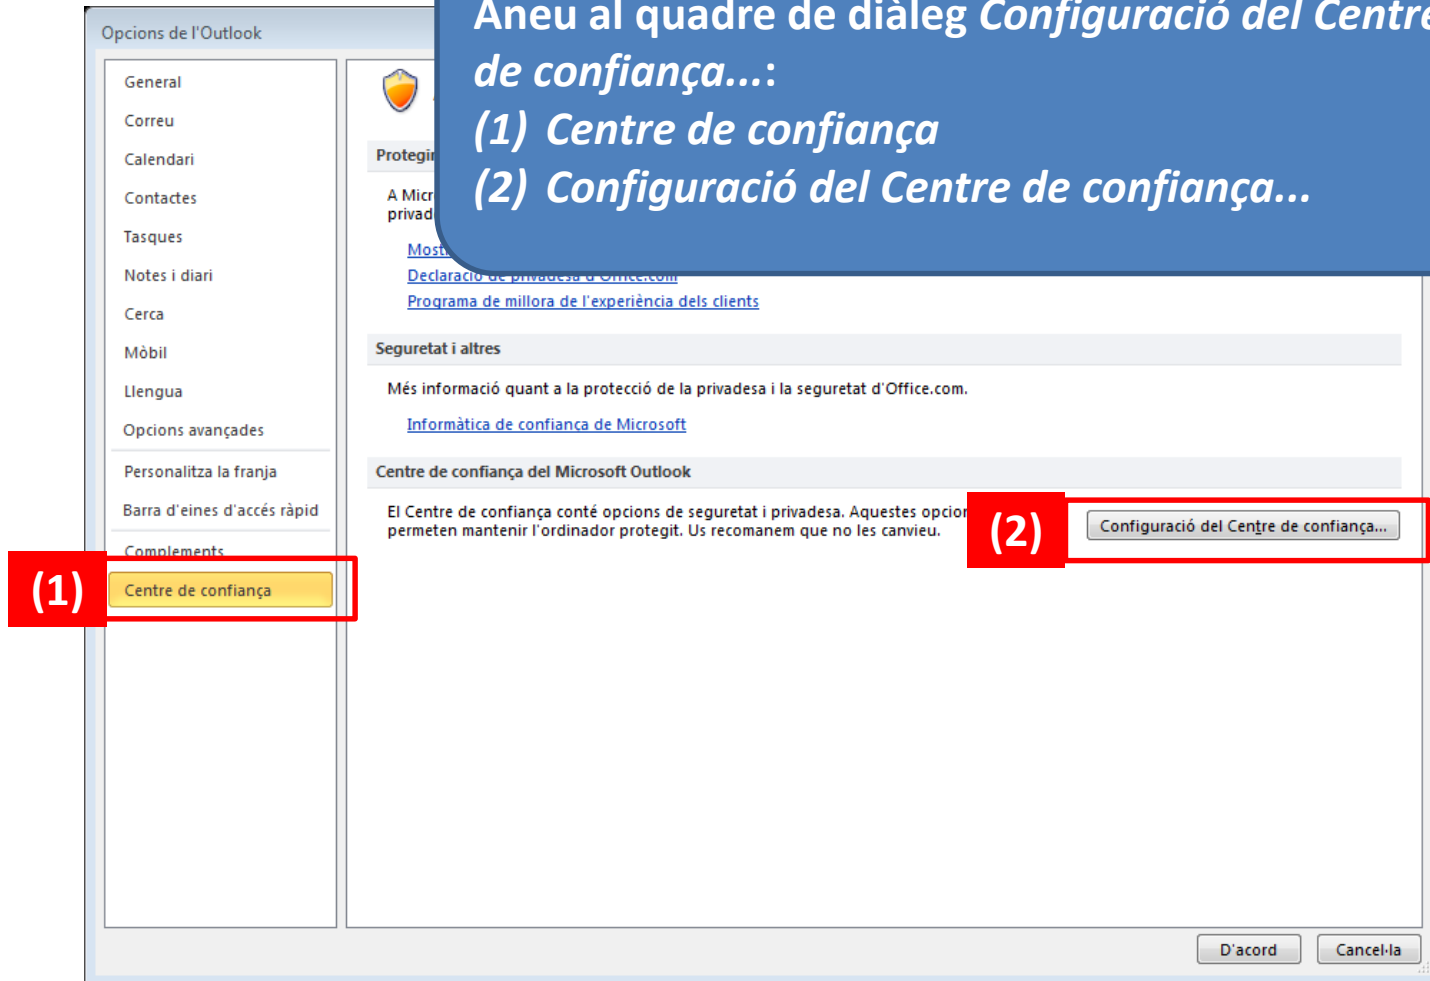 Aneu al quadre de diàleg Configuració del Centre
de confiança...:
(1) Centre de confiança
(2) Configuració del Centre de confiança...
Opcions de l'Outlook
General
Correu
Calendari
Contactes
Tasques
Notes i diari
Cerca
Mòbil
Llengua
Opcions avançades
Personalitza la franja
Barra d'eines d'accés ràpid
Complements
(1)
Centre de confiança
A
Declaració de privadesa d'Office.com
Programa de millora de l'experiència dels clients
Seguretat i altres
Més informació quant a la protecció de la privadesa i la seguretat d'Office.com.
Informàtica de confiança de Microsoft
Centre de confiança del Microsoft Outlook
El Centre de confiança conté opcions de seguretat i privadesa. Aquestes
permeten mantenir l'ordinador protegit. Us recomanem que no les canvieu.
(2)
Configuració del Centre de confiança...
D'acord
Cancel·la